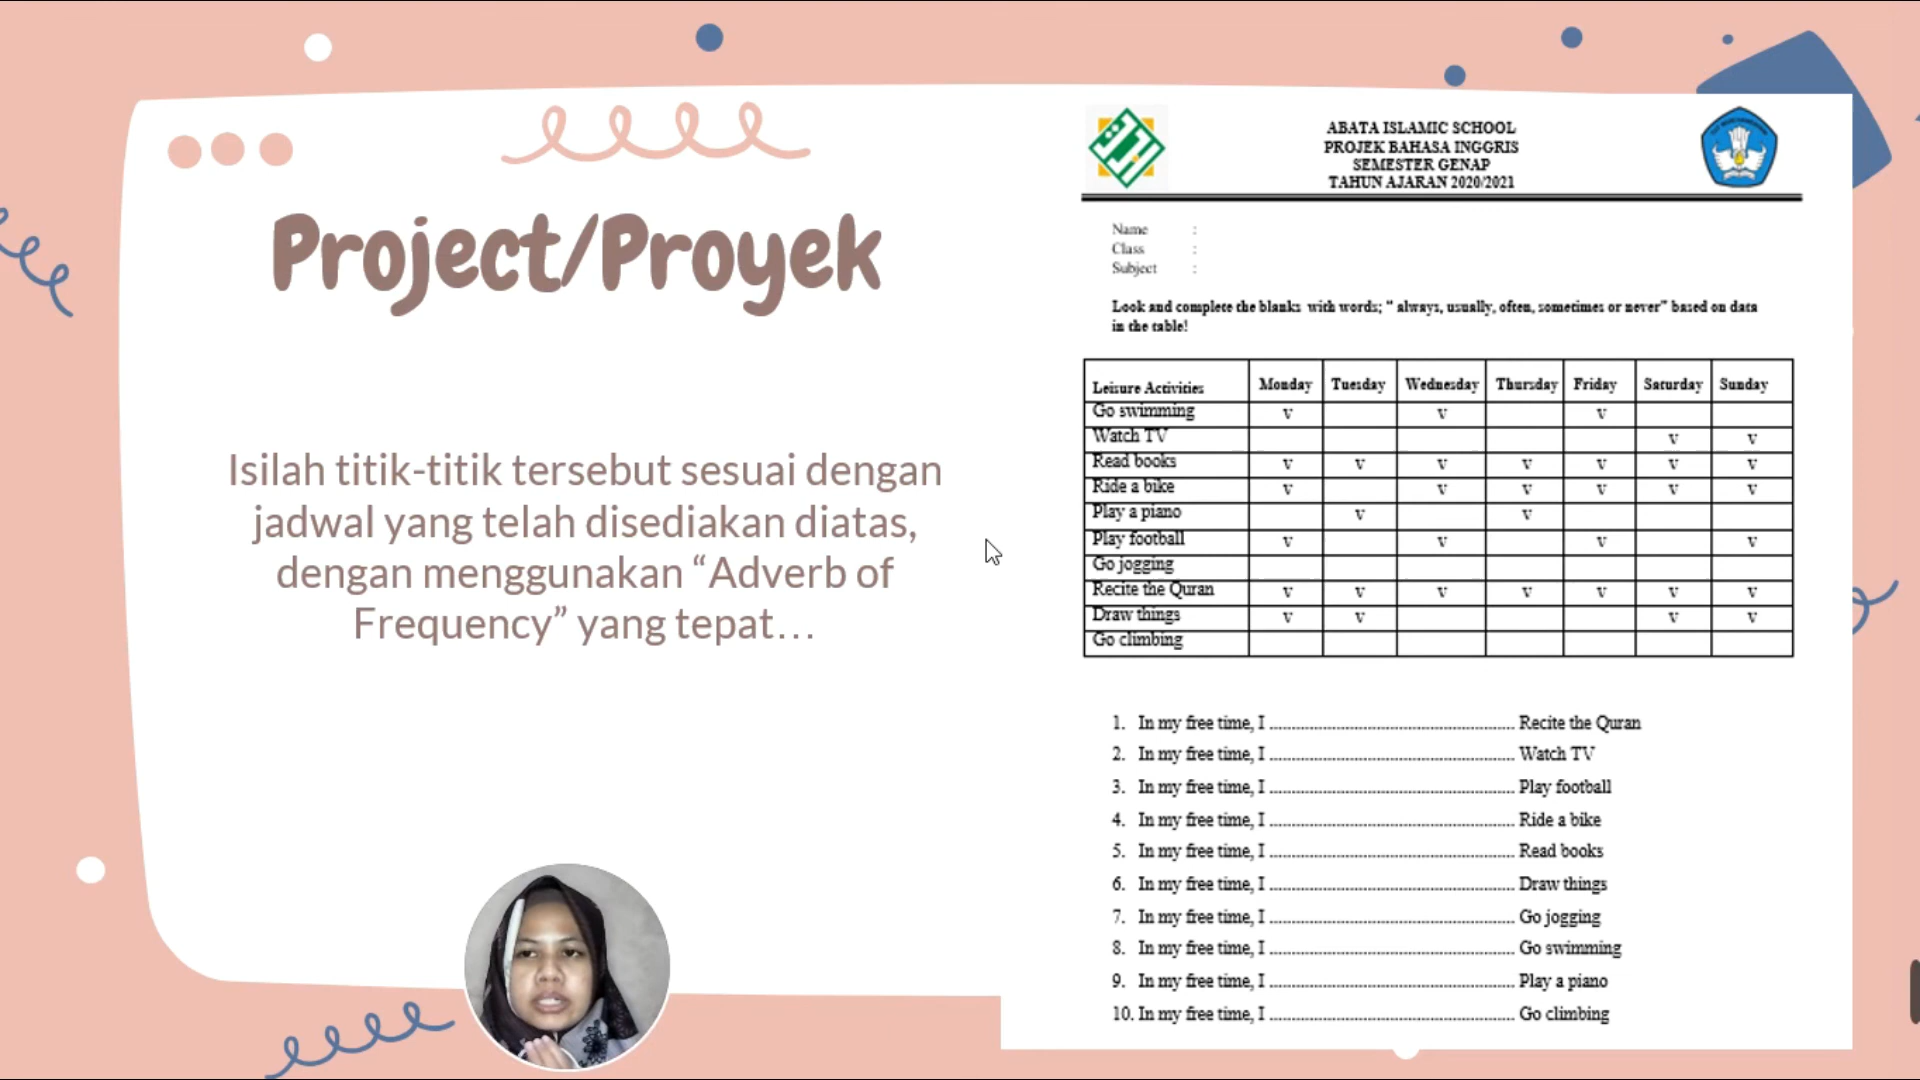 Project/Proyek
Isilah titik-titik tersebut sesuai dengan
jadwal yang telah disediakan diatas,
dengan menggunakan “Adverb of
Frequency” yang tepat...
ABATA ISLAMIC SCHOOL
PROJEK BAHASA INGGRIS
SEMESTER GENAP
TAHUN AJARAN 2020/2021
Name :
Class :
Subject :
Look and complete the blanks with words; “ always, usually, often, sometimes or never” based on data
in the table!
Leisure Activities Monday Tuesday Wednesday Thursday Friday Saturday Sunday
Go swimming v v v
Watch TV v v
Read books v v v v v v v
Ride a bike v v v v v v
Play a piano v v
Play football v v v v
Go jogging
Recite the Quran v v v v v v v
Draw things v v v v
Go climbing
1. In my free time, I ........................................................ Recite the Quran
2. In my free time, I ........................................................ Watch TV
3. In my free time, I ........................................................ Play football
4. In my free time, I ........................................................ Ride a bike
5. In my free time, I ........................................................ Read books
6. In my free time, I ........................................................ Draw things
7. In my free time, I ........................................................ Go jogging
8. In my free time, I ........................................................ Go swimming
9. In my free time, I ........................................................ Play a piano
10. In my free time, I ........................................................ Go climbing